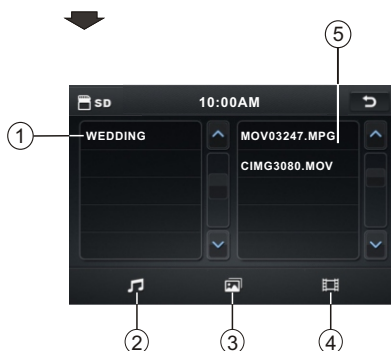 5
SD 10:00AM
1
WEDDING MOV03247.MPG
CIMG3080.MOV
2 3 4